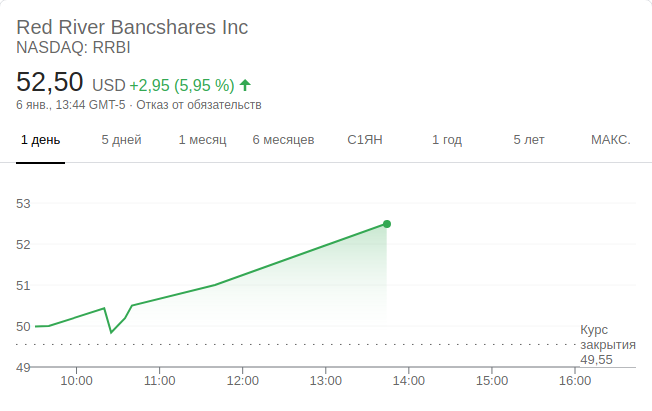 Red River Bancshares Inc
NASDAQ: RRBI
52,50 USD +2,95 (5,95 %)
6 янв., 13:44 GMT-5 · Отказ от обязательств
1 день 5 дней 1 месяц 6 месяцев С1ЯН 1 год 5 лет МАКС.
53
52
51
50
Курс
закрытия
49,55
49
10:00 11:00 12:00 13:00 14:00 15:00 16:00